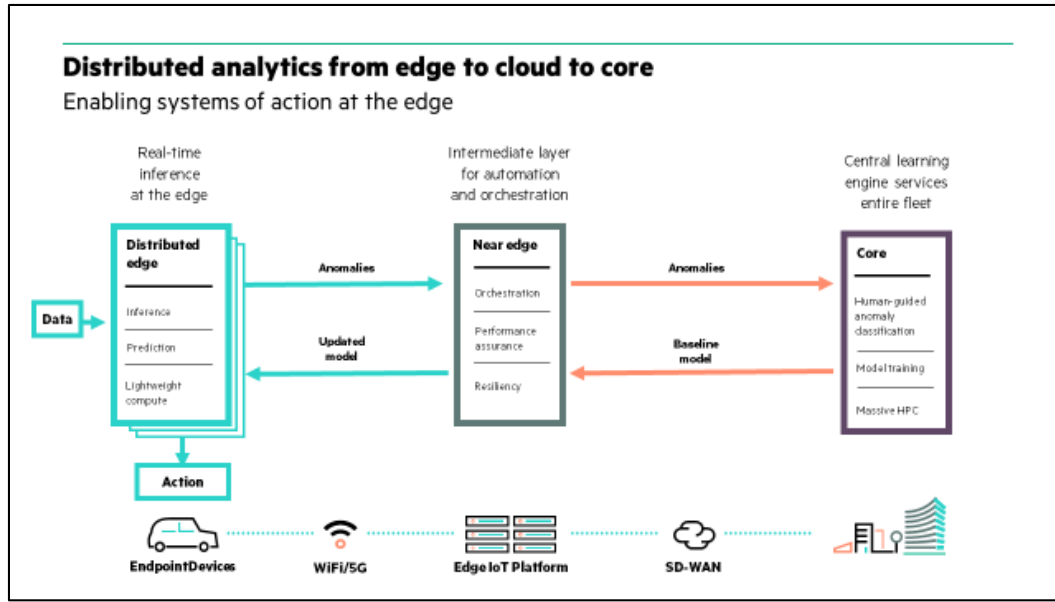 Distributed analytics from edge to cloud to core
Enabling systems of action at the edge
Real-time
inference
at the edge
Intermediate layer
for automation
and orchestration
Central learning
engine services
entire fleet
Data
Distributed
edge
Inference
Prediction
Lightweight
compute
Action
Anomalies
Updated
model
Near edge
Orchestration
Performance
assurance
Resiliency
Anomalies
Baseline
model
Core
Human-guided
anomaly
classification
Model training
Massive HPC
Endpoint Devices
WiFi/5G
Edge IoT Platform
SD-WAN